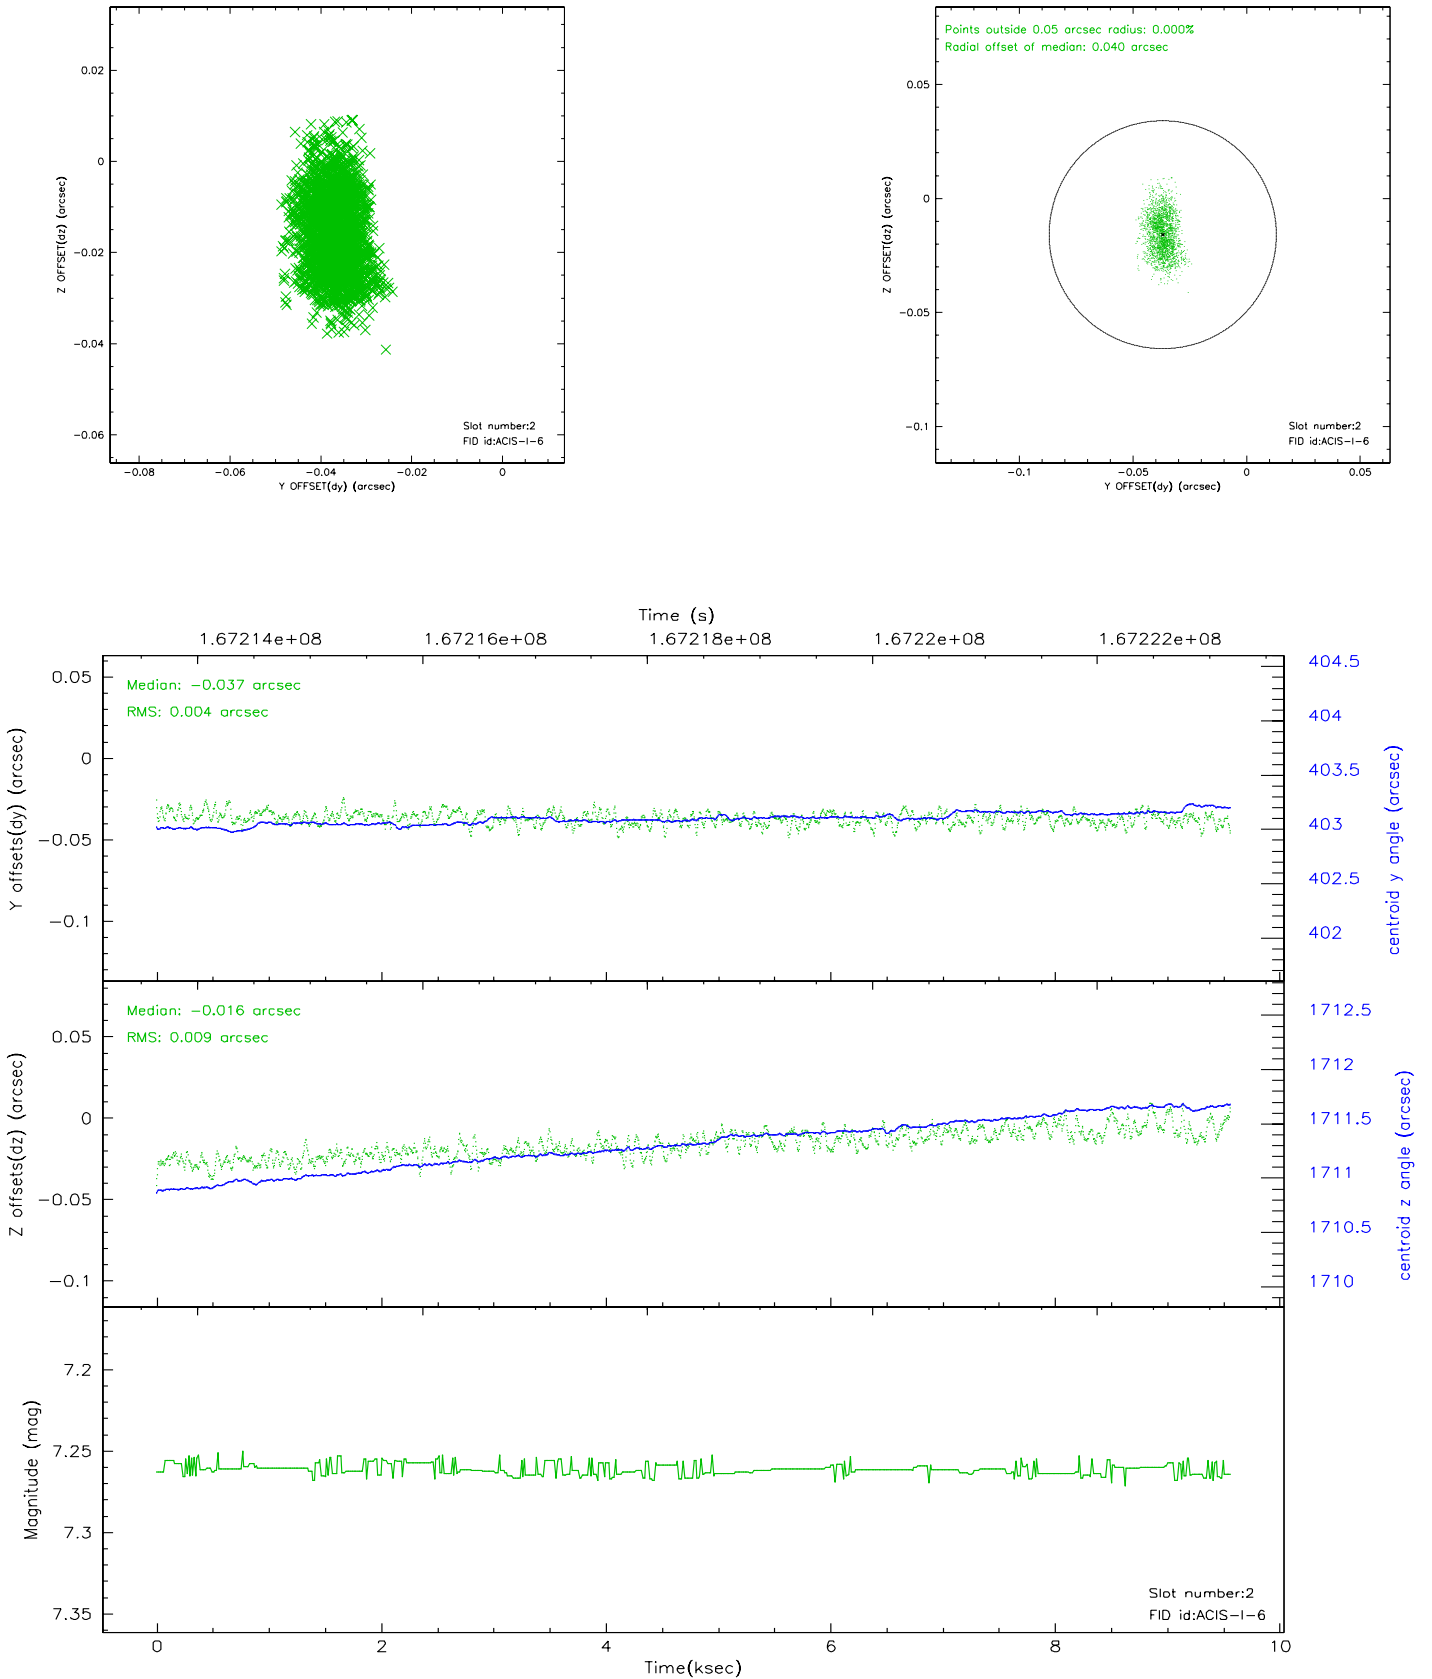 0.02
0
−0.02
−0.04
−0.06
Z OFFSET(dz) (arcsec)
−0.08
−0.06
−0.04
−0.02
0
Y OFFSET(dy) (arcsec)
Slot number:2
FID id:ACIS−I−6
Points outside 0.05 arcsec radius: 0.000%
Radial offset of median: 0.040 arcsec
0.05
0
−0.05
−0.1
Z OFFSET(dz) (arcsec)
−0.1
−0.05
0
0.05
Y OFFSET(dy) (arcsec)
Slot number:2
FID id:ACIS−I−6
Time (s)
1.67214e+08
1.67216e+08
1.67218e+08
1.6722e+08
1.67222e+08
Median: −0.037 arcsec
RMS: 0.004 arcsec
0.05
0
−0.05
−0.1
Y offsets(dy) (arcsec)
404.5
404
403.5
403
402.5
402
centroid y angle (arcsec)
Median: −0.016 arcsec
RMS: 0.009 arcsec
0.05
0
−0.05
−0.1
Z offsets(dz) (arcsec)
1712.5
1712
1711.5
1711
1710.5
1710
centroid z angle (arcsec)
7.2
7.25
7.3
7.35
Magnitude (mag)
Slot number:2
FID id:ACIS−I−6
0
2
4
6
8
10
Time(ksec)